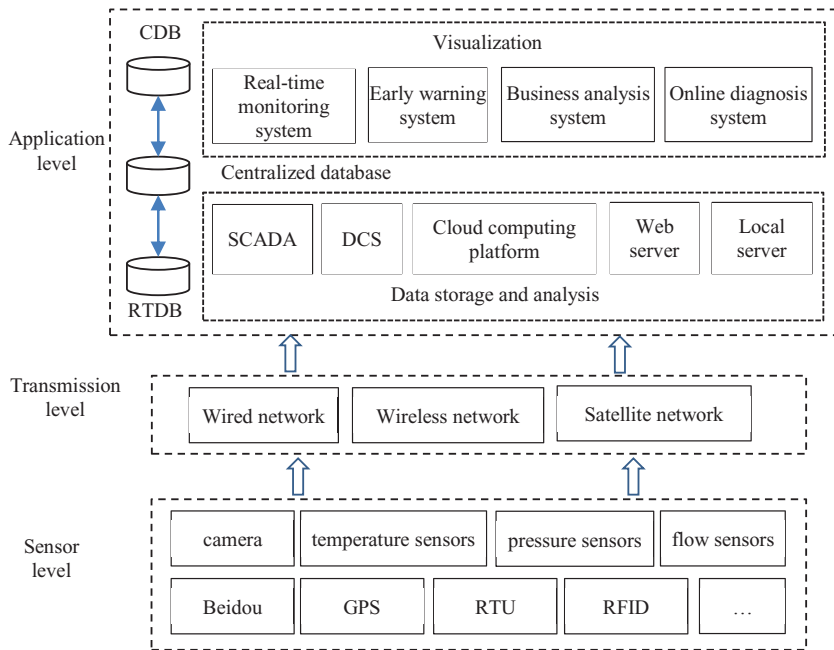 CDB
Visualization
Real-time
monitoring
system
Early warning
system
Business analysis
system
Online diagnosis
system
Application
level
Centralized database
SCADA
DCS
Cloud computing
platform
Web
server
Local
server
RTDB
Data storage and analysis
Transmission
level
Wired network
Wireless network
Satellite network
Sensor
level
camera
temperature sensors
pressure sensors
flow sensors
Beidou
GPS
RTU
RFID
…